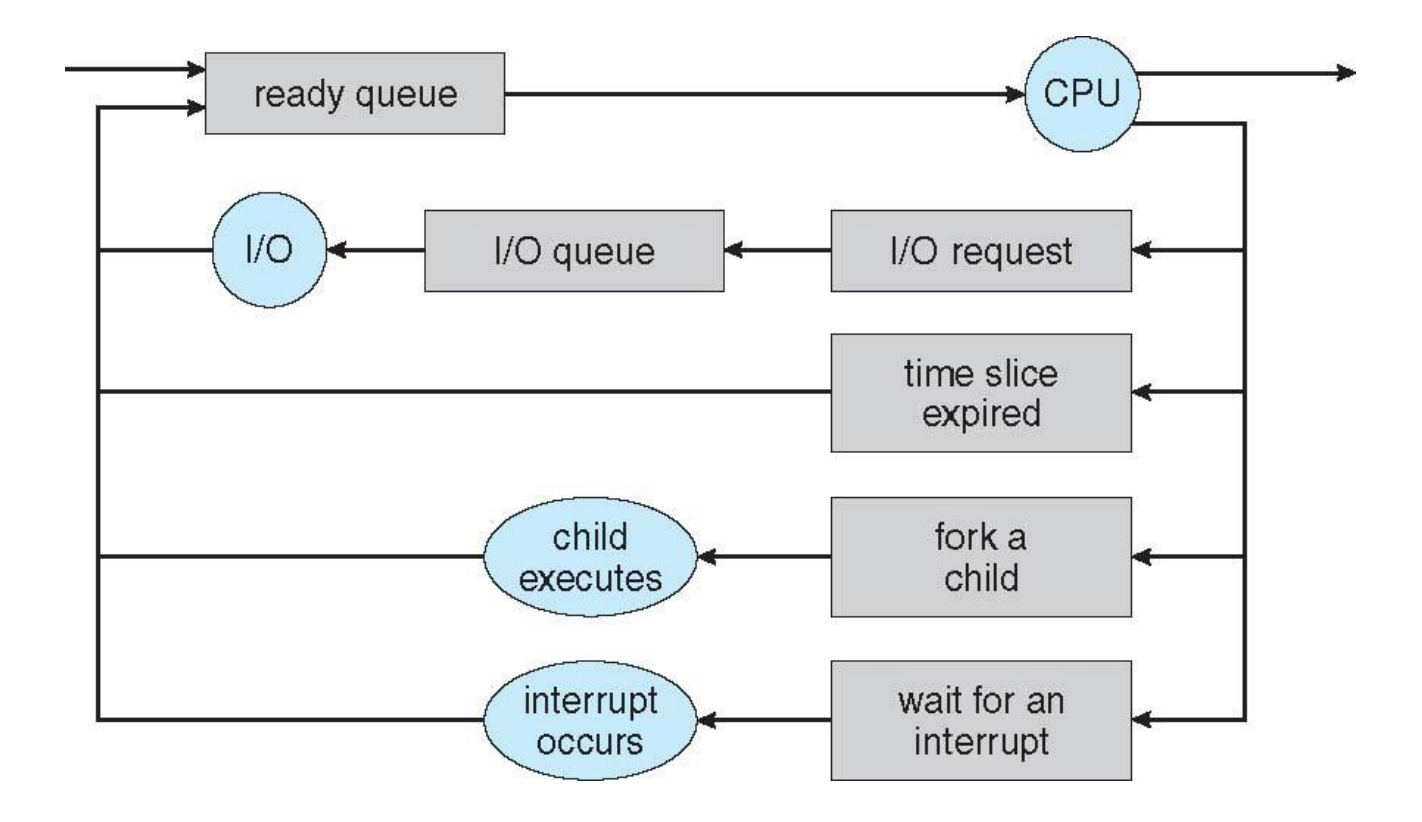 ready queue
CPU
I/O
I/O queue
I/O request
time slice
expired
child
executes
fork a
child
interrupt
occurs
wait for an
interrupt